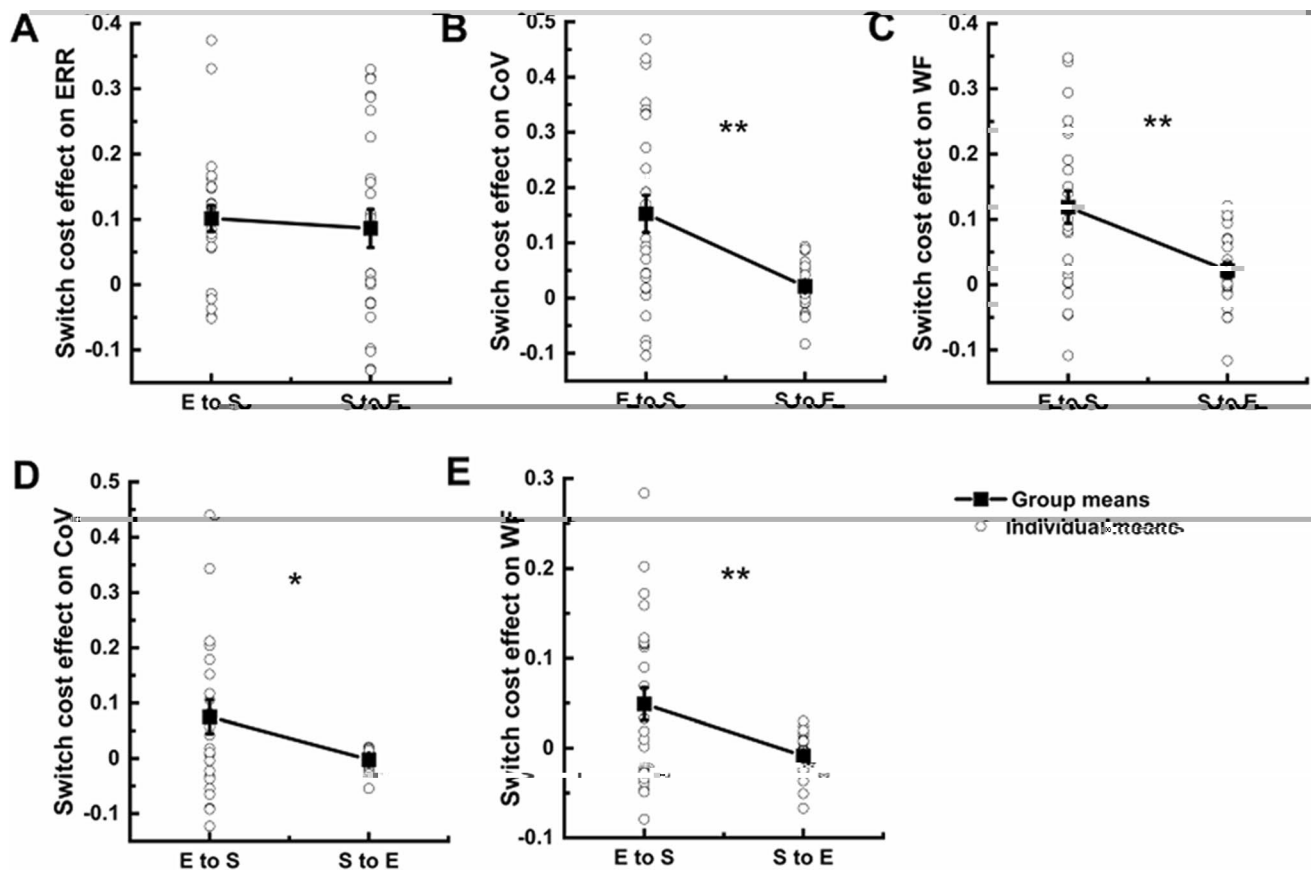 A
Switch cost effect on ERR
0.4
0.3
0.2
0.1
0
-0.1
E to S
S to E
B
Switch cost effect on CoV
0.5
0.4
0.3
0.2
0.1
0
-0.1
**
E to S
S to E
C
Switch cost effect on WF
0.4
0.3
0.2
0.1
0
-0.1
**
E to S
S to E
D
Switch cost effect on CoV
0.5
0.3
0.2
0.1
0
-0.1
*
E to S
S to E
E
Switch cost effect on WF
0.3
0.2
0.1
0
-0.1
**
E to S
S to E
Group means
Individual means